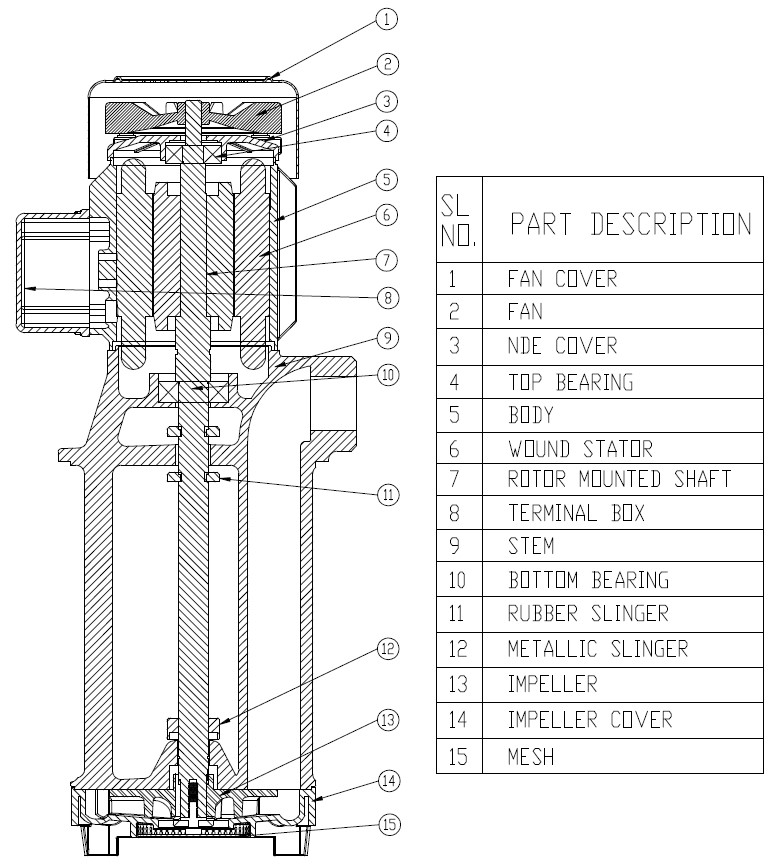 1
2
3
4
5
6
7
8
9
10
11
12
13
14
15
SL NO. PART DESCRIPTION
1 FAN COVER
2 FAN
3 NDE COVER
4 TOP BEARING
5 BODY
6 WOUND STATOR
7 ROTOR MOUNTED SHAFT
8 TERMINAL BOX
9 STEM
10 BOTTOM BEARING
11 RUBBER SLINGER
12 METALLIC SLINGER
13 IMPELLER
14 IMPELLER COVER
15 MESH